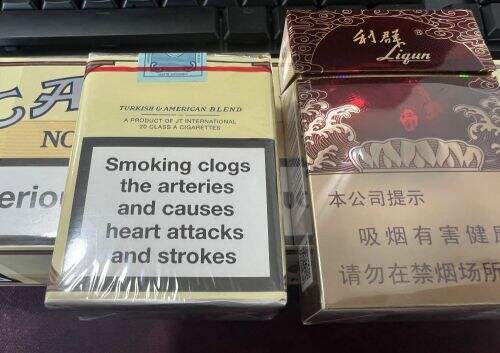 TURKISH & AMERICAN BLEND
A PRODUCT OF JT INTERNATIONAL
20 CLASS A CIGARETTES
Smoking clogs
the arteries
and causes
heart attacks
and strokes
利群®
Liqun
本公司提示
吸烟有害健
请勿在禁烟场所
CA
NO
erio